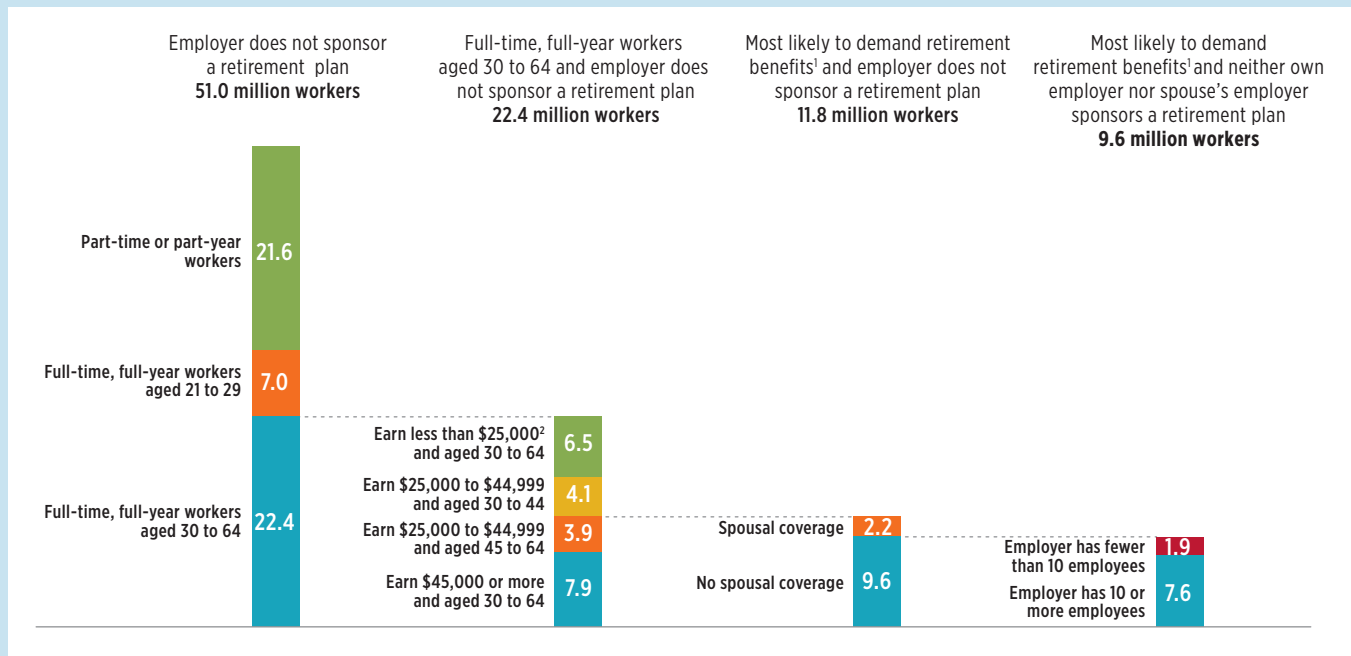 Employer does not sponsor
a retirement plan
51.0 million workers
Full-time, full-year workers
aged 30 to 64 and employer does
not sponsor a retirement plan
22.4 million workers
Most likely to demand retirement
benefits¹ and employer does not
sponsor a retirement plan
11.8 million workers
Most likely to demand
retirement benefits¹ and neither own
employer nor spouse’s employer
sponsors a retirement plan
9.6 million workers
Part-time or part-year
workers
21.6
Full-time, full-year workers
aged 21 to 29
7.0
Full-time, full-year workers
aged 30 to 64
22.4
Earn less than $25,000²
and aged 30 to 64
6.5
Earn $25,000 to $44,999
and aged 30 to 44
4.1
Earn $25,000 to $44,999
and aged 45 to 64
3.9
Earn $45,000 or more
and aged 30 to 64
7.9
Spousal coverage
2.2
No spousal coverage
9.6
Employer has fewer
than 10 employees
1.9
Employer has 10 or
more employees
7.6